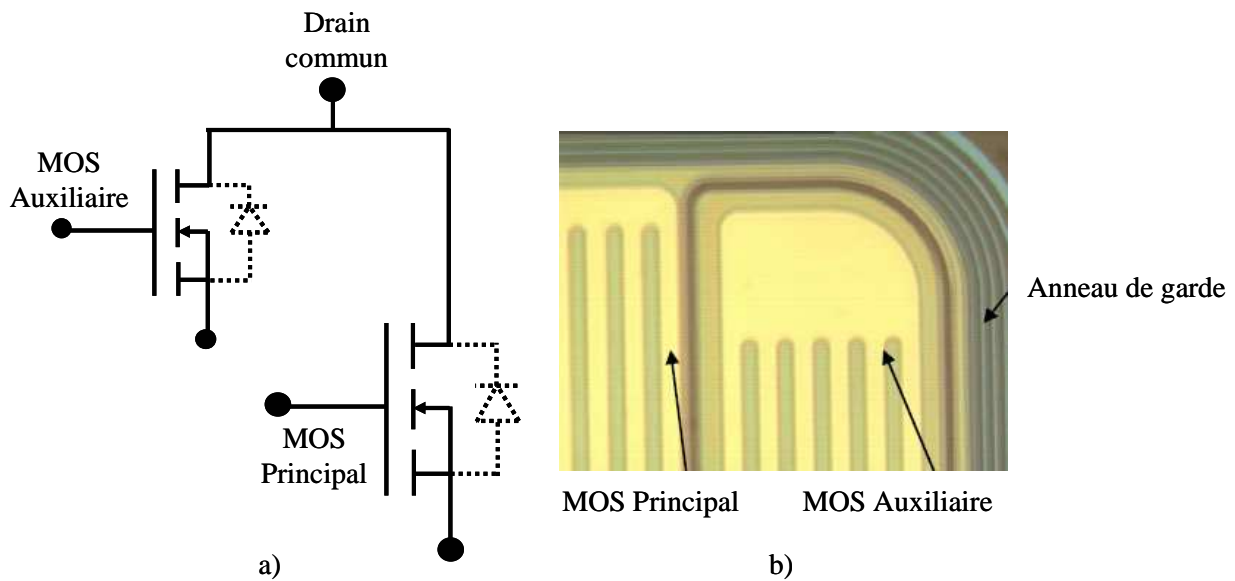 Drain
commun
MOS
Auxiliaire
MOS
Principal
a)
Anneau de garde
MOS Principal
MOS Auxiliaire
b)